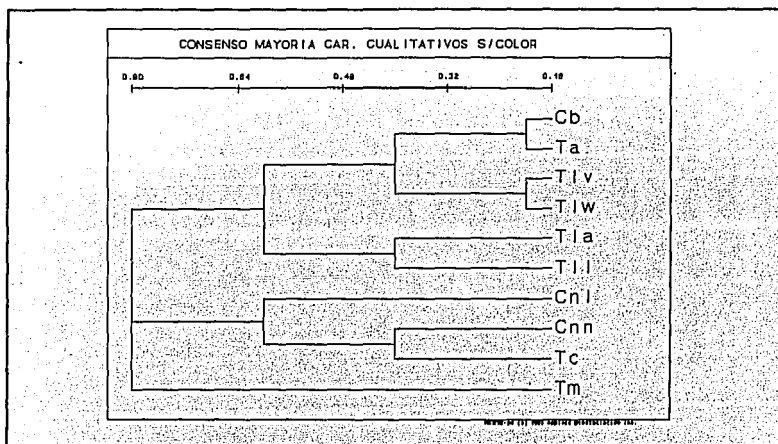 CONSENSO MAYORIA CAR. CUALITATIVOS S/COLOR
0.80 0.64 0.48 0.32 0.16
Cb
Ta
Tlv
Tlw
Tla
Tll
Cnl
Cnn
Tc
Tm